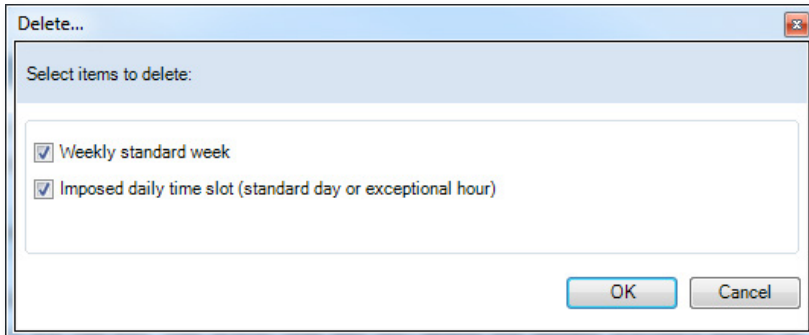 Delete...
Select items to delete:
Weekly standard week
Imposed daily time slot (standard day or exceptional hour)
OK Cancel